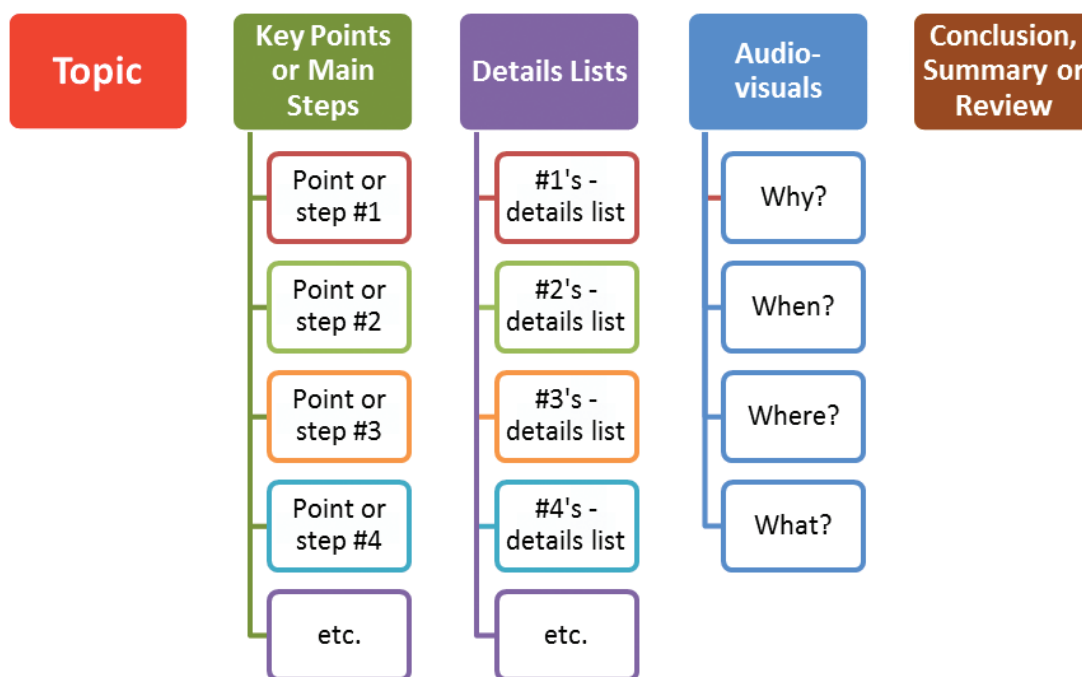 Topic
Key Points
or Main
Steps
Point or
step #1
Point or
step #2
Point or
step #3
Point or
step #4
etc.
Details Lists
#1's -
details list
#2's -
details list
#3's -
details list
#4's -
details list
etc.
Audio-
visuals
Why?
When?
Where?
What?
Conclusion,
Summary or
Review